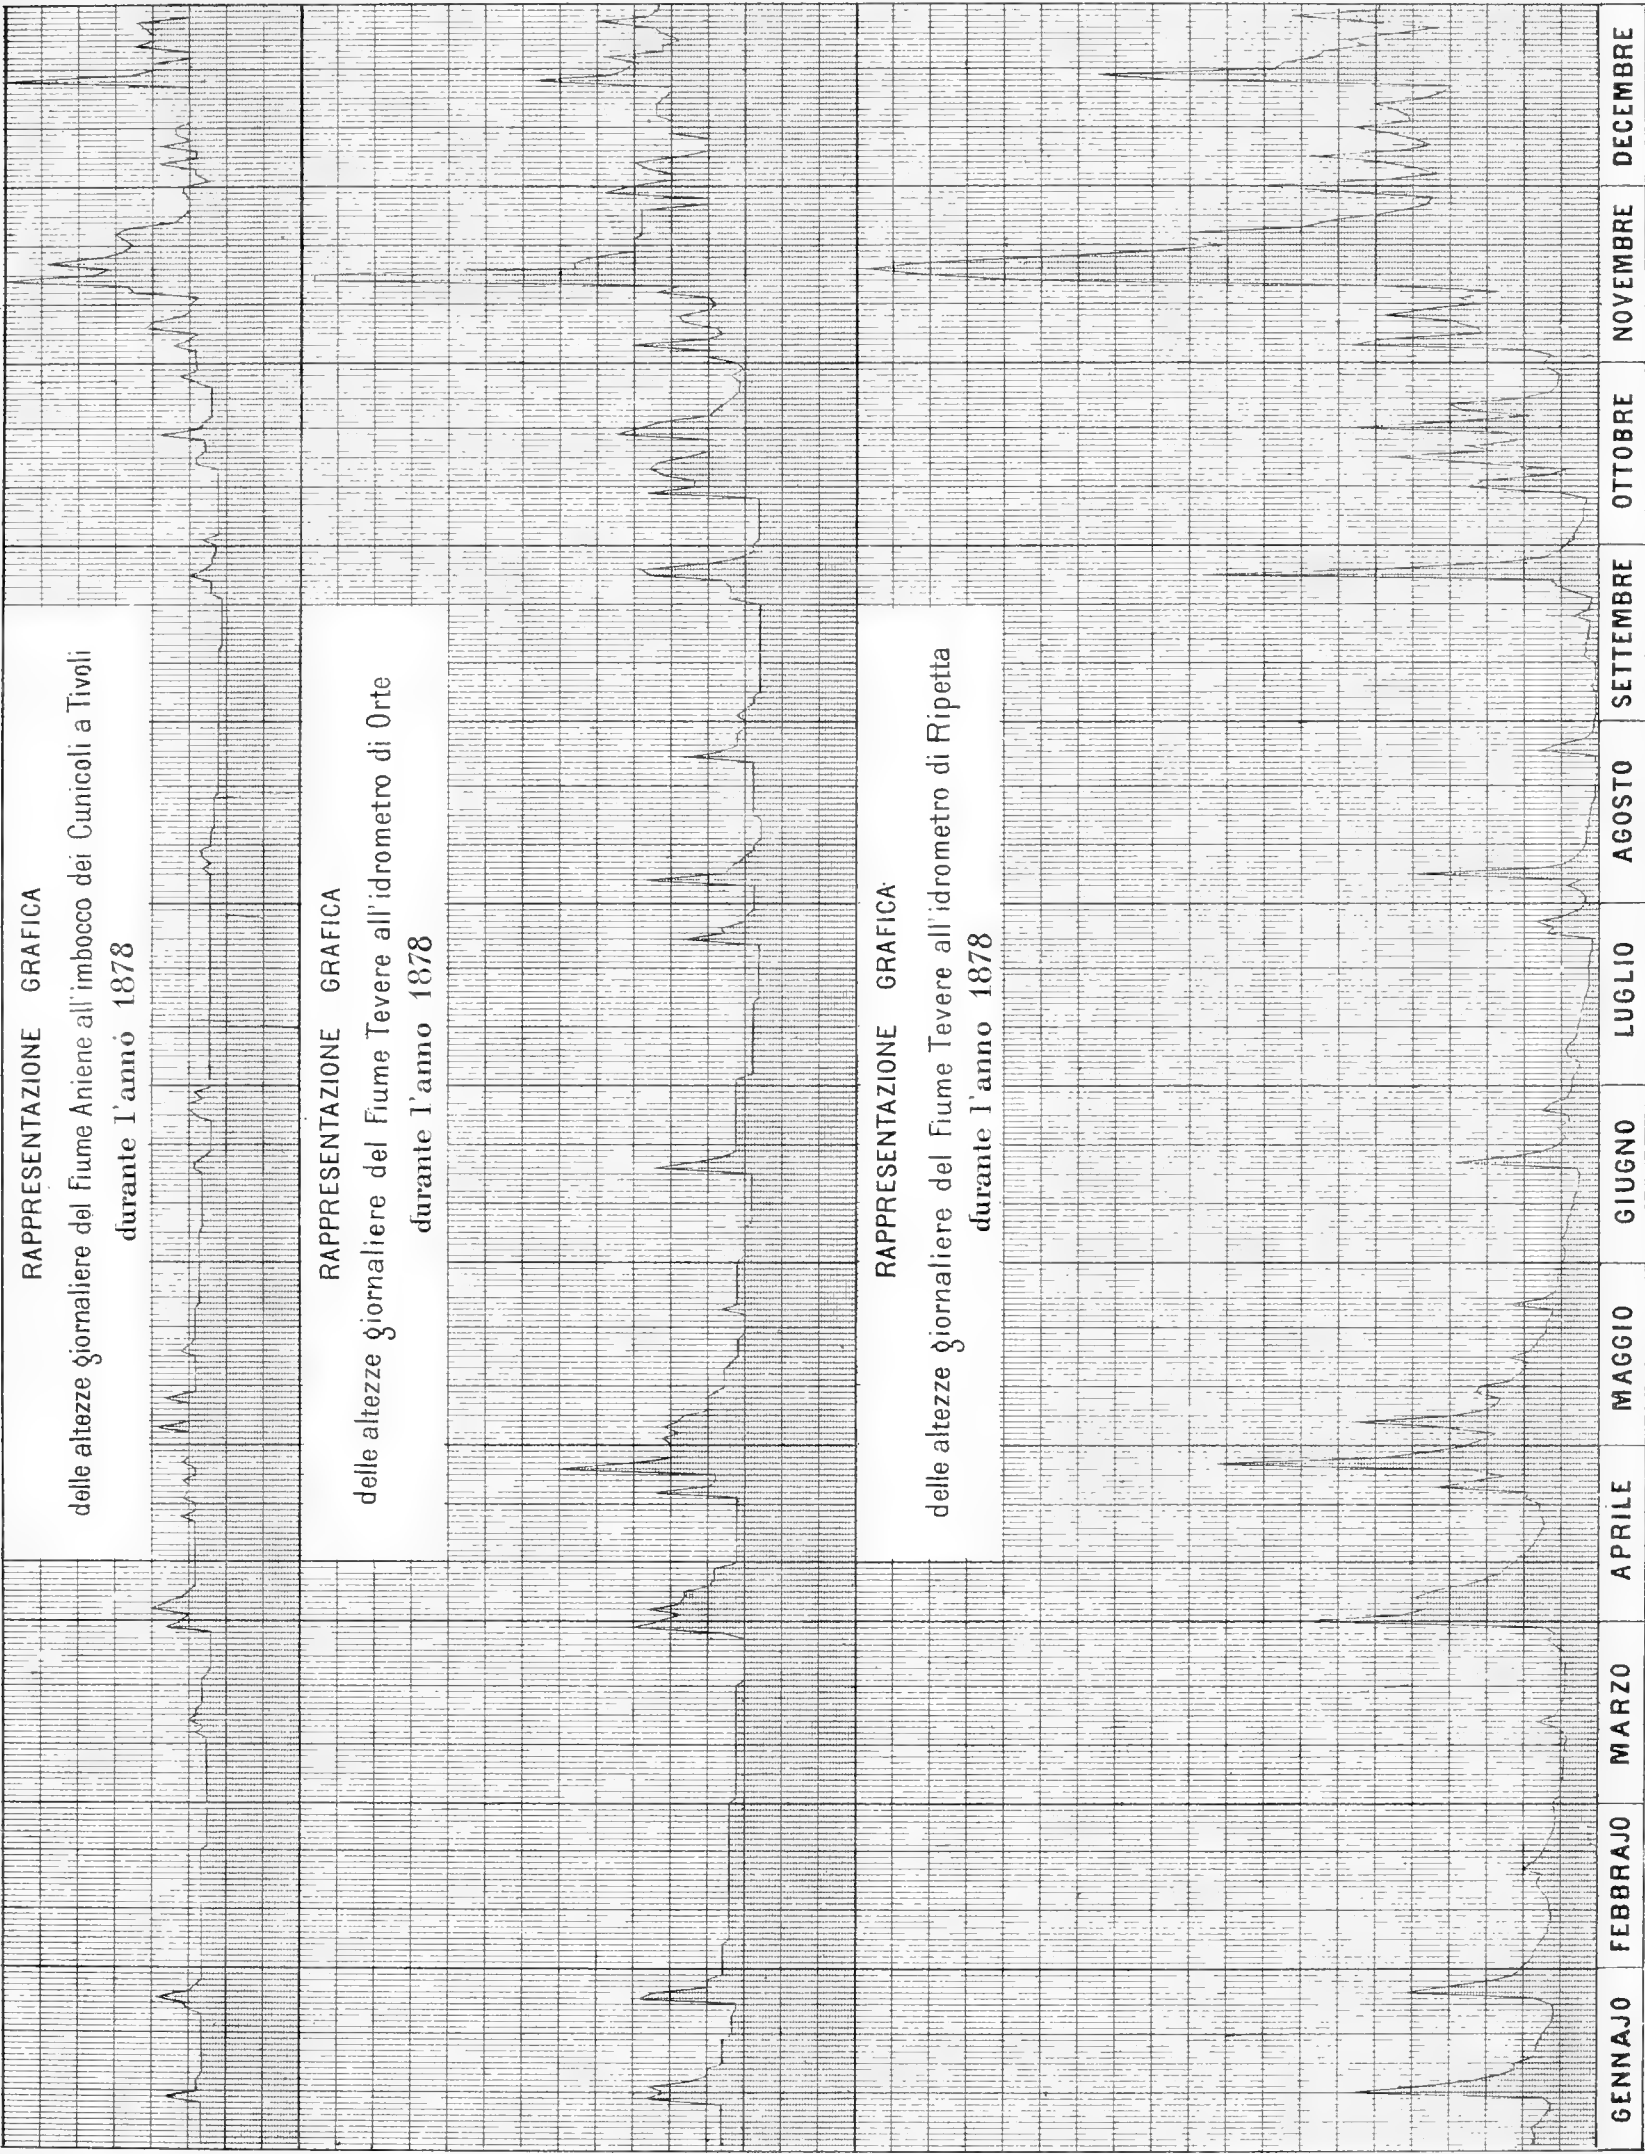 RAPPRESENTAZIONE GRAFICA
delle altezze giornaliere del Fiume Aniene all'imbocco dei Cunicoli a Tivoli
durante l'anno 1878
RAPPRESENTAZIONE GRAFICA
delle altezze giornaliere del Fiume Tevere all'idrometro di Orte
durante l'anno 1878
RAPPRESENTAZIONE GRAFICA
delle altezze giornaliere del Fiume Tevere all'idrometro di Ripetta
durante l'anno 1878
GENNAJO FEBBRAJO MARZO APRILE MAGGIO GIUGNO LUGLIO AGOSTO SETTEMBRE OTTOBRE NOVEMBRE DECEMBRE